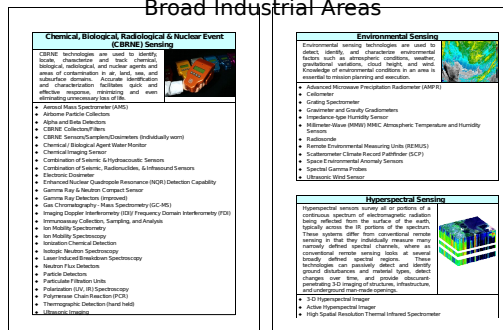 Broad Industrial Areas
Chemical, Biological, Radiological & Nuclear Event
(CBRNE) Sensing
CBRNE technologies are used to identify,
locate, characterize and track chemical,
biological, radiological, and nuclear agents and
areas of contamination in air, land, sea, and
subsurface domains. Accurate identification
and characterization facilitates quick and
effective response, minimizing and even
eliminating unnecessary loss of life.
Aerosol Mass Spectrometer (AMS)
Airborne Particle Collectors
Alpha and Beta Detectors
CBRNE Collectors/Filters
CBRNE Sensors/Samplers/Dosimeters (Individually worn)
Chemical / Biological Agent Water Monitor
Chemical Imaging Sensor
Combination of Seismic & Hydroacoustic Sensors
Combination of Seismic, Radionuclides, & Infrasound Sensors
Electronic Dosimeter
Enhanced Nuclear Quadrupole Resonance (NQR) Detection Capability
Gamma Ray & Neutron Compact Sensor
Gamma Ray Detectors (improved)
Gas Chromatography - Mass Spectrometry (GC-MS)
Imaging Doppler Interferometry (IDI)/ Frequency Domain Interferometry (FDI)
Immunoassay Collection, Sampling, and Analysis
Ion Mobility Spectrometry
Ion Mobility Spectroscopy
Ionization Chemical Detection
Isotopic Neutron Spectroscopy
Laser Induced Breakdown Spectroscopy
Neutron Flux Detectors
Particle Detectors
Particulate Filtration Units
Polarization (UV, IR) Spectroscopy
Polymerase Chain Reaction (PCR)
Thermographic Detection (hand held)
Ultrasonic Imaging
Environmental Sensing
Environmental sensing technologies are used to
detect, identify, and characterize environmental
factors such as atmospheric conditions, weather,
gravitational variations, cloud height, and wind.
Knowledge of environmental conditions in an area is
essential to mission planning and execution.
Advanced Microwave Precipitation Radiometer (AMPR)
Ceilometer
Grating Spectrometer
Gravimeter and Gravity Gradiometers
Impedance-type Humidity Sensor
Millimeter-Wave (MMW) MMIC Atmospheric Temperature and Humidity
Sensors
Radiosonde
Remote Environmental Measuring Units (REMUS)
Scatterometer Climate Record Pathfinder (SCP)
Space Environmental Anomaly Sensors
Spectral Gamma Probes
Ultrasonic Wind Sensor
Hyperspectral Sensing
Hyperspectral sensors survey all or portions of a
continuous spectrum of electromagnetic radiation
being reflected from the surface of the earth,
typically across the IR portions of the spectrum.
These systems differ from conventional remote
sensing in that they individually measure many
narrowly defined spectral channels, where as
conventional remote sensing looks at several
broadly defined spectral regions. These
technologies can passively detect and identify
ground disturbances and material types, detect
changes over time, and provide obscurant-
penetrating 3-D imaging of structures, infrastructure,
and underground man-made openings.
3-D Hyperspectral Imager
Active Hyperspectral Imager
High Spatial Resolution Thermal Infrared Spectrometer